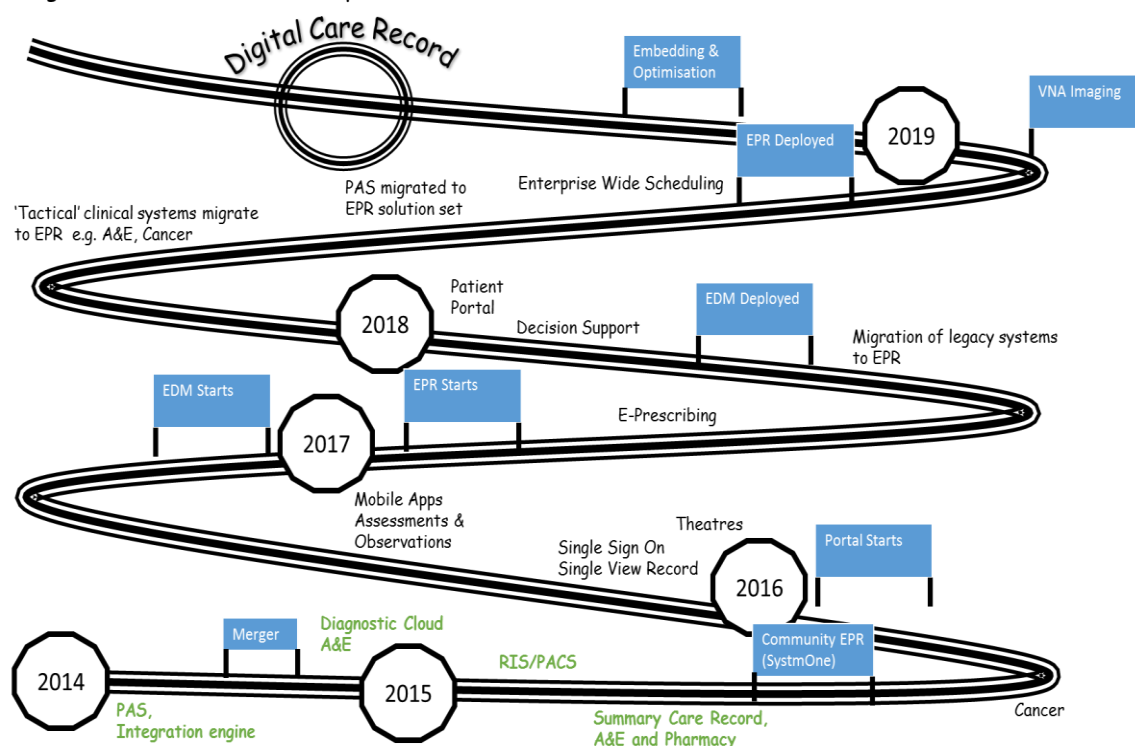 Digital Care Record
Embedding &
Optimisation
VNA Imaging
EPR Deployed
2019
PAS migrated to
EPR solution set
Enterprise Wide Scheduling
'Tactical' clinical systems migrate
to EPR e.g. A&E, Cancer
Patient
Portal
2018
Decision Support
EDM Deployed
Migration of legacy systems
to EPR
EDM Starts
EPR Starts
2017
E-Prescribing
Mobile Apps
Assessments &
Observations
Theatres
Single Sign On
Single View Record
2016
Portal Starts
Diagnostic Cloud
A&E
Merger
Community EPR
(SystmOne)
RIS/PACS
2014
2015
PAS,
Integration engine
Summary Care Record,
A&E and Pharmacy
Cancer